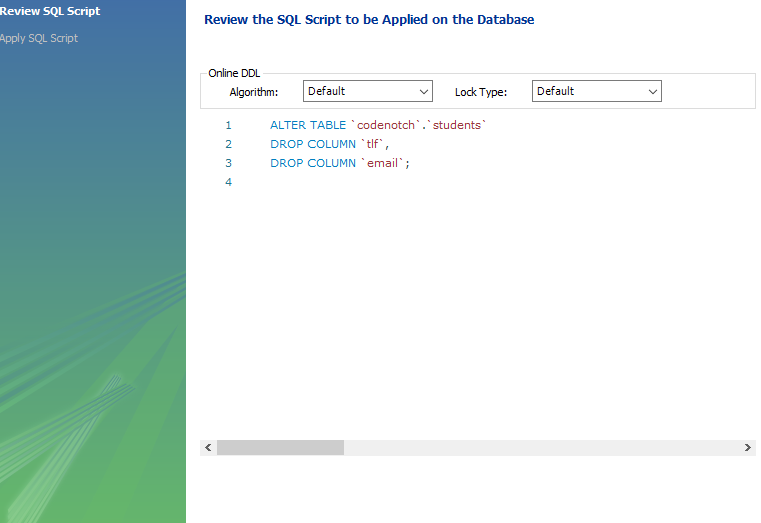 Review SQL Script
Apply SQL Script
Review the SQL Script to be Applied on the Database
Online DDL
Algorithm: Default Lock Type: Default
1 ALTER TABLE `codenotch`.`students`
2 DROP COLUMN `tlf`,
3 DROP COLUMN `email`;
4